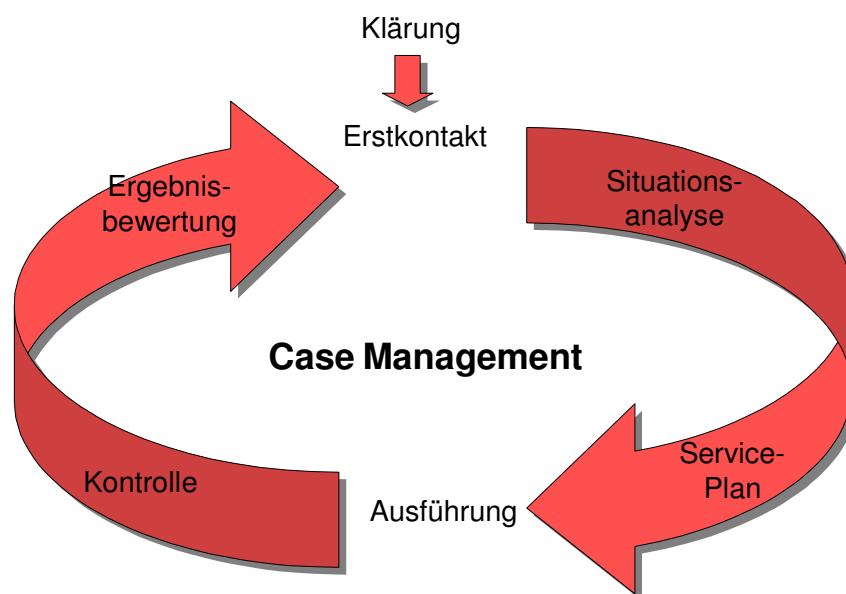 Klärung
Erstkontakt
Situations-
analyse
Service-
Plan
Ausführung
Kontrolle
Ergebnis-
bewertung
Case Management